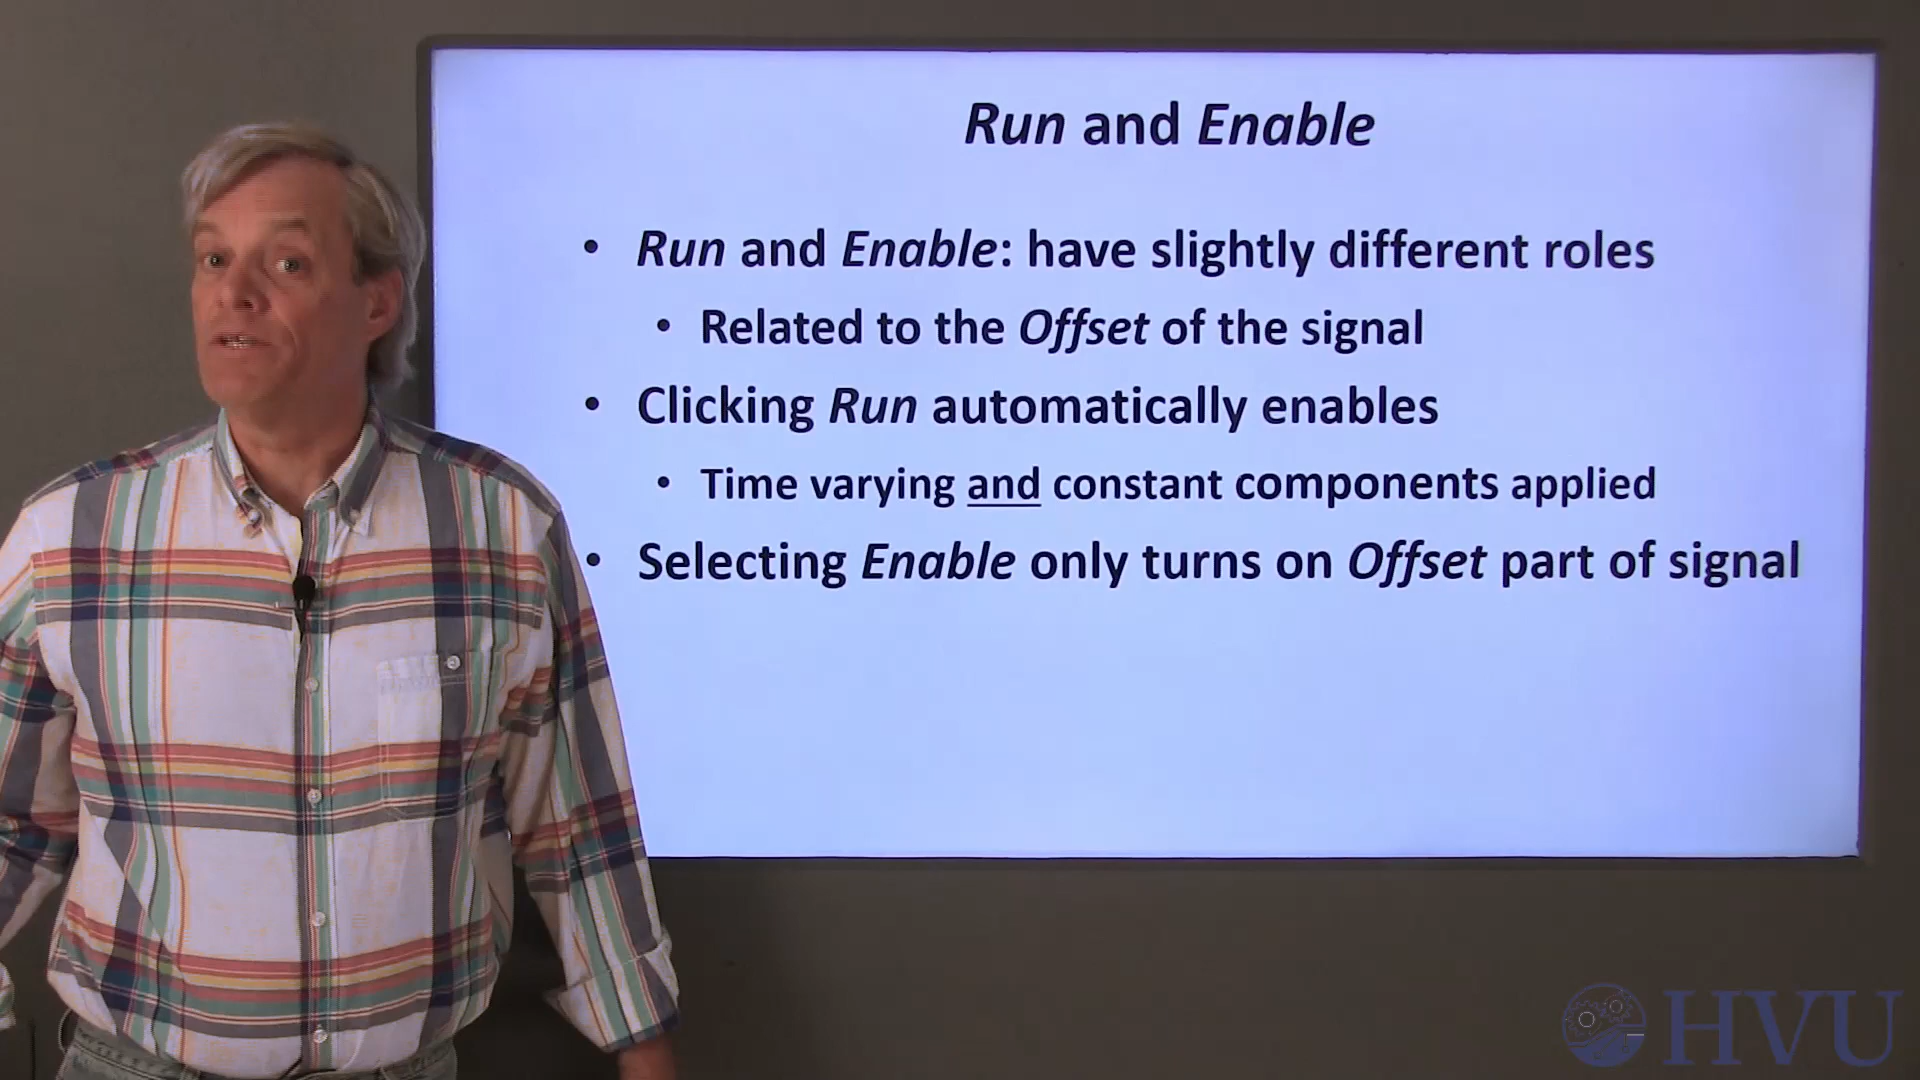 Run and Enable
• Run and Enable: have slightly different roles
• Related to the Offset of the signal
• Clicking Run automatically enables
• Time varying and constant components applied
• Selecting Enable only turns on Offset part of signal
HVU